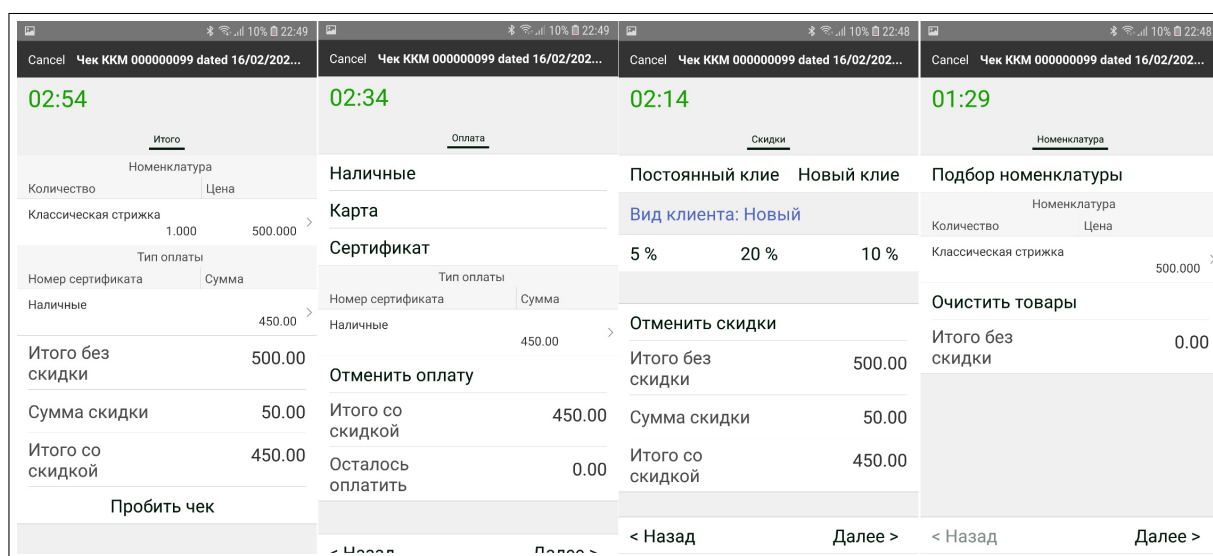 10% 22:49
Cancel Чек ККМ 000000099 dated 16/02/202...
02:54
Итого
Номенклатура
Количество Цена
Классическая стрижка
1.000 500.000
Тип оплаты
Номер сертификата Сумма
Наличные
450.00
Итого без
скидки
500.00
Сумма скидки 50.00
Итого со
скидкой
450.00
Пробить чек
10% 22:49
Cancel Чек ККМ 000000099 dated 16/02/202...
02:34
Оплата
Наличные
Карта
Сертификат
Тип оплаты
Номер сертификата Сумма
Наличные
450.00
Отменить оплату
Итого со
скидкой
450.00
Осталось
оплатить
0.00
< Назад Далее >
10% 22:48
Cancel Чек ККМ 000000099 dated 16/02/202...
02:14
Скидки
Постоянный клие Новый клие
Вид клиента: Новый
5 % 20 % 10 %
Отменить скидки
Итого без
скидки
500.00
Сумма скидки 50.00
Итого со
скидкой
450.00
< Назад Далее >
10% 22:48
Cancel Чек ККМ 000000099 dated 16/02/202...
01:29
Номенклатура
Подбор номенклатуры
Номенклатура
Количество Цена
Классическая стрижка
500.000
Очистить товары
Итого без
скидки
0.00
< Назад Далее >